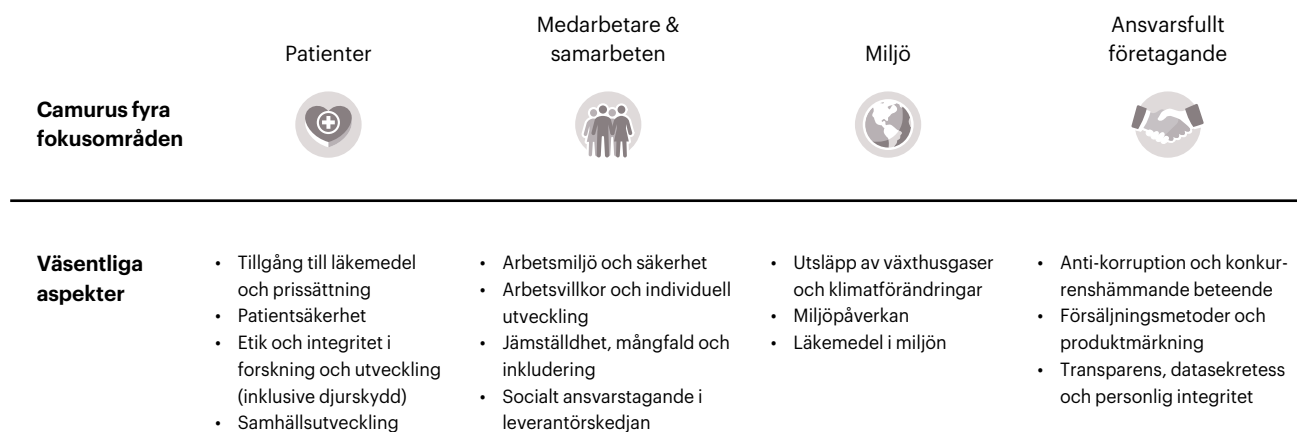 Patienter
Medarbetare &
samarbeten
Miljö
Ansvarsfullt
företagande
Camurus fyra
fokusområden
Väsentliga
aspekter
• Tillgång till läkemedel
och prissättning
• Patientsäkerhet
• Etik och integritet i
forskning och utveckling
(inklusive djurskydd)
• Samhällsutveckling
• Arbetsmiljö och säkerhet
• Arbetsvillkor och individuell
utveckling
• Jämställdhet, mångfald och
inkludering
• Socialt ansvarstagande i
leverantörskedjan
• Utsläpp av växthusgaser
och klimatförändringar
• Miljöpåverkan
• Läkemedel i miljön
• Anti-korruption och konkur-
renshämmande beteende
• Försäljningsmetoder och
produktmärkning
• Transparens, datasekretess
och personlig integritet